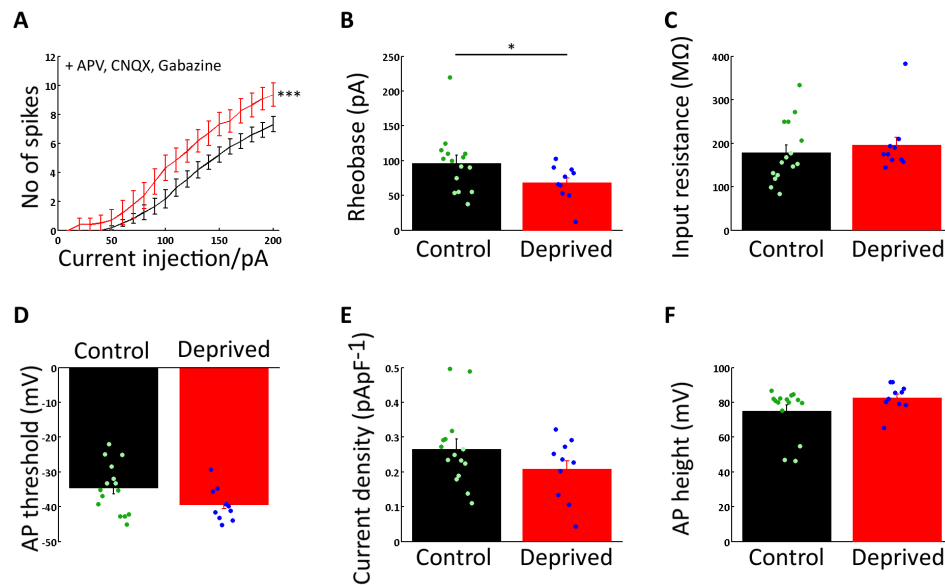 A
+ APV, CNQX, Gabazine
No of spikes
12
10
8
6
4
2
0
0
50
100
150
200
***
Current injection/pA
B
*
Rheobase (pA)
250
200
150
100
50
0
Control
Deprived
C
Input resistance (MΩ)
400
300
200
100
0
Control
Deprived
D
Control
Deprived
AP threshold (mV)
0
-10
-20
-30
-40
-50
E
Current density (pApF⁻¹)
0.5
0.4
0.3
0.2
0.1
0
Control
Deprived
F
AP height (mV)
100
80
60
40
20
0
Control
Deprived